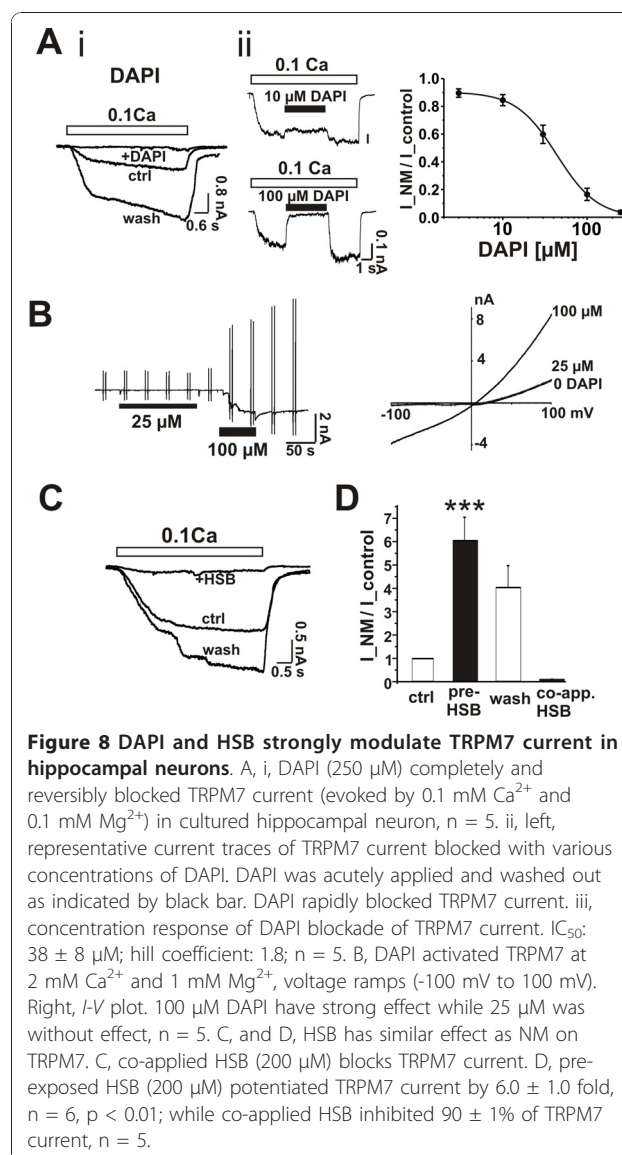 A i ii
DAPI
0.1Ca
+DAPI
ctrl
wash
0.8 nA
0.6 s
0.1 Ca
10 µM DAPI
0.1 Ca
100 µM DAPI
0.1 nA
1 s
I_NM / I_control
1.0
0.8
0.6
0.4
0.2
0.0
10 100
DAPI [µM]
B
25 µM
100 µM
2 nA
50 s
nA
8
4
-4
-100
100 mV
100 µM
25 µM
0 DAPI
C
0.1Ca
+HSB
ctrl
wash
0.5 nA
0.5 s
D
I_NM / I_control
7
6
5
4
3
2
1
0
***
ctrl pre-HSB wash co-app. HSB
Figure 8 DAPI and HSB strongly modulate TRPM7 current in
hippocampal neurons. A, i, DAPI (250 µM) completely and
reversibly blocked TRPM7 current (evoked by 0.1 mM Ca²⁺ and
0.1 mM Mg²⁺) in cultured hippocampal neuron, n = 5. ii, left,
representative current traces of TRPM7 current blocked with various
concentrations of DAPI. DAPI was acutely applied and washed out
as indicated by black bar. DAPI rapidly blocked TRPM7 current. iii,
concentration response of DAPI blockade of TRPM7 current. IC₅₀:
38 ± 8 µM; hill coefficient: 1.8; n = 5. B, DAPI activated TRPM7 at
2 mM Ca²⁺ and 1 mM Mg²⁺, voltage ramps (-100 mV to 100 mV).
Right, I-V plot. 100 µM DAPI have strong effect while 25 µM was
without effect, n = 5. C, and D, HSB has similar effect as NM on
TRPM7. C, co-applied HSB (200 µM) blocks TRPM7 current. D, pre-
exposed HSB (200 µM) potentiated TRPM7 current by 6.0 ± 1.0 fold,
n = 6, p < 0.01; while co-applied HSB inhibited 90 ± 1% of TRPM7
current, n = 5.